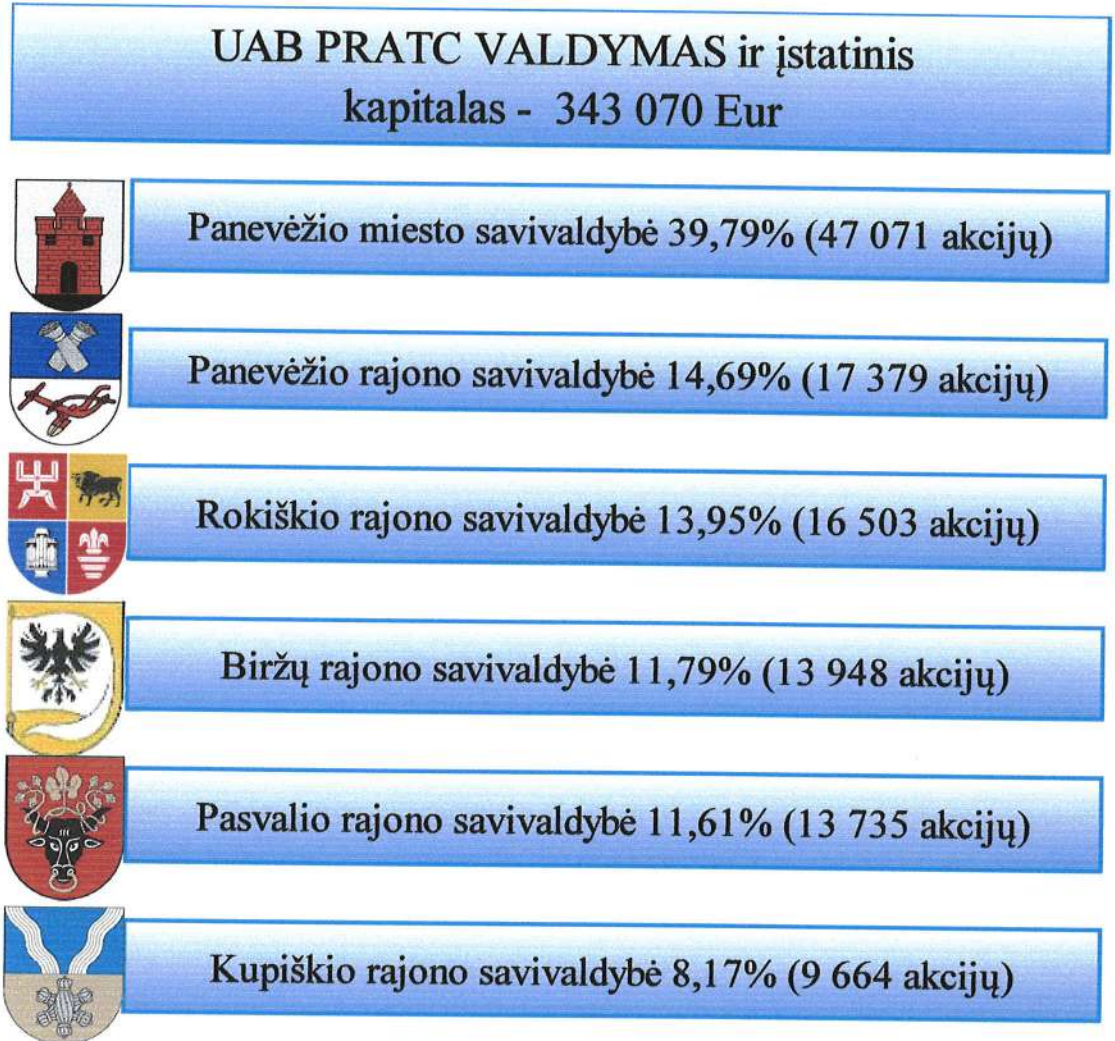 UAB PRATC VALDYMAS ir įstatinis
kapitalas - 343 070 Eur
Panevėžio miesto savivaldybė 39,79% (47 071 akcijų)
Panevėžio rajono savivaldybė 14,69% (17 379 akcijų)
Rokiškio rajono savivaldybė 13,95% (16 503 akcijų)
Biržų rajono savivaldybė 11,79% (13 948 akcijų)
Pasvalio rajono savivaldybė 11,61% (13 735 akcijų)
Kupiškio rajono savivaldybė 8,17% (9 664 akcijų)